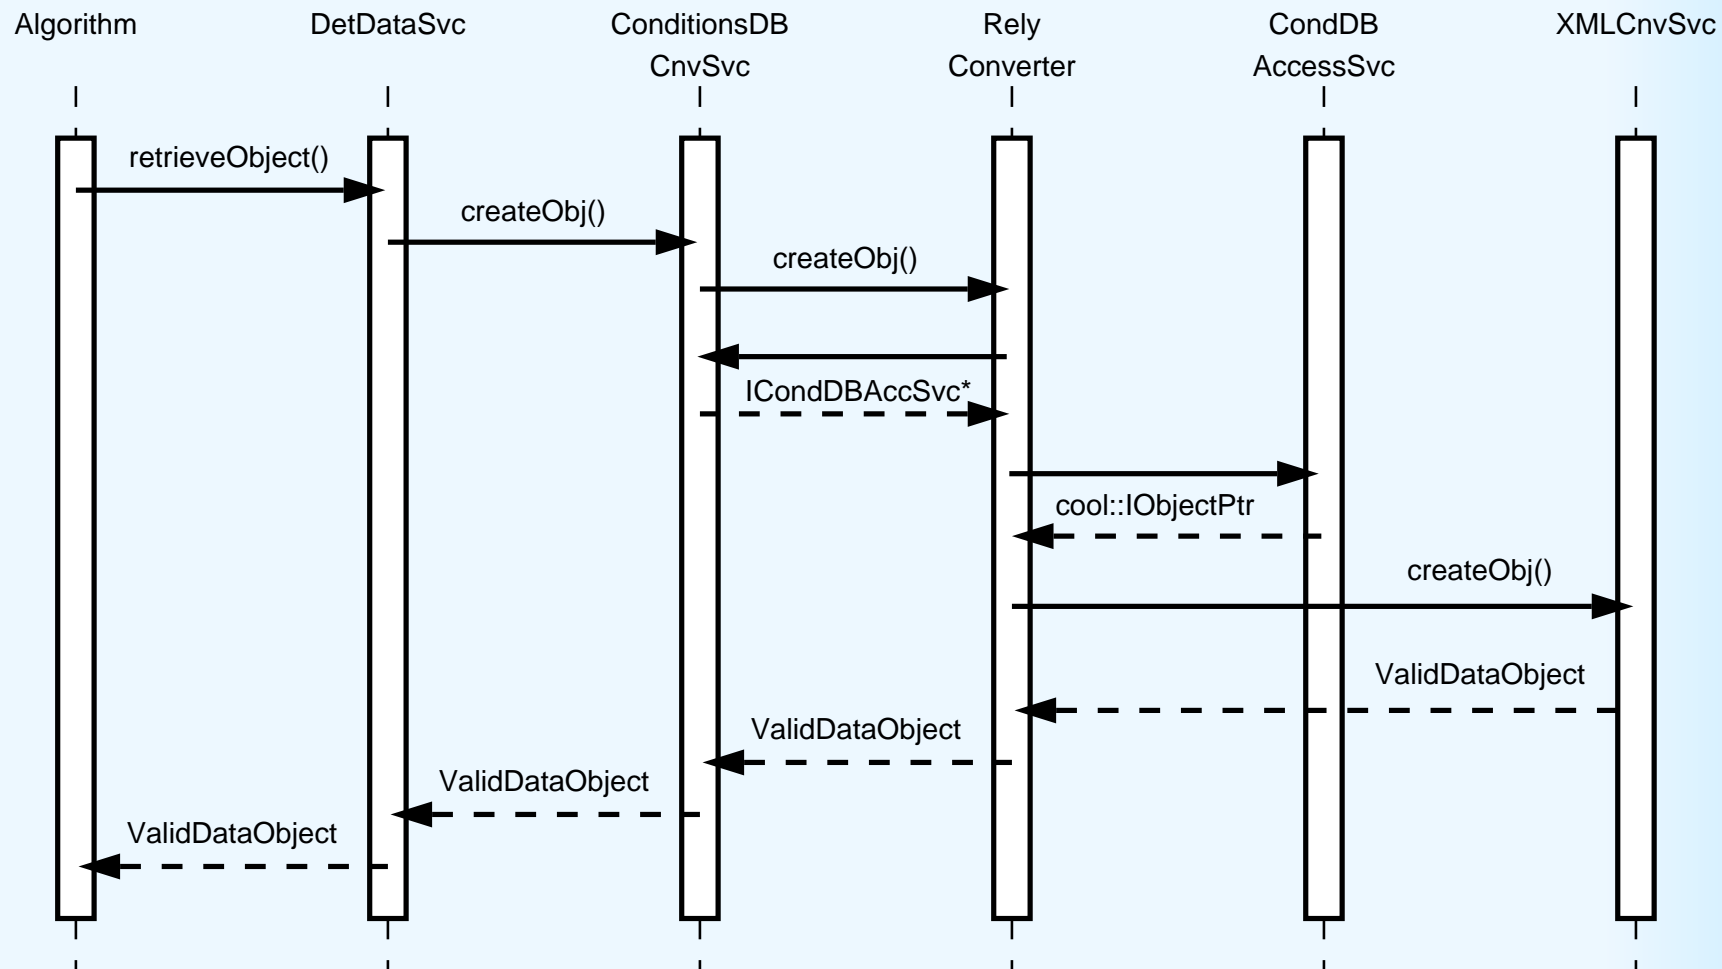 Algorithm
DetDataSvc
ConditionsDB
CnvSvc
Rely
Converter
CondDB
AccessSvc
XMLCnvSvc
retrieveObject()
createObj()
createObj()
ICondDBAccSvc*
cool::IObjectPtr
createObj()
ValidDataObject
ValidDataObject
ValidDataObject
ValidDataObject